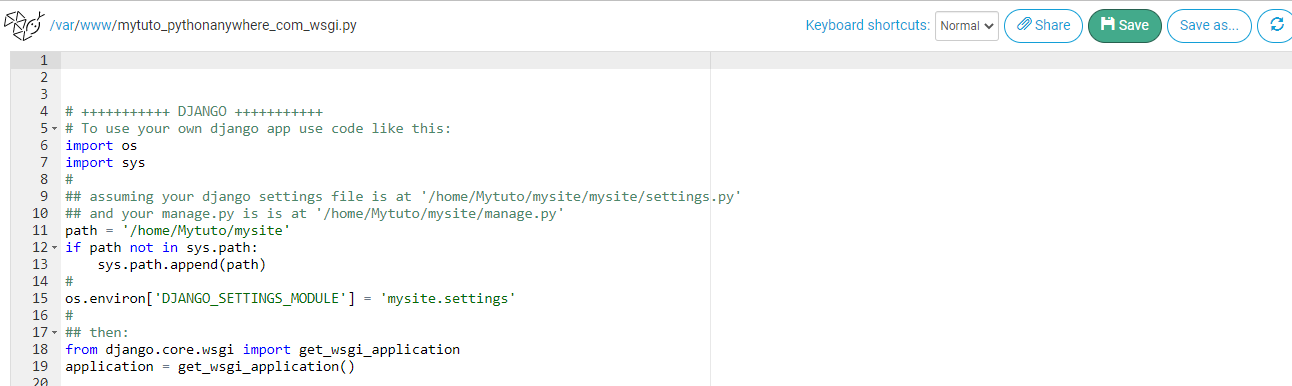 /var/www/mytuto_pythonanywhere_com_wsgi.py Keyboard shortcuts: Normal Share Save Save as...
1
2
3
4 # +++++++++++ DJANGO +++++++++++
5 # To use your own django app use code like this:
6 import os
7 import sys
8 #
9 ## assuming your django settings file is at '/home/Mytuto/mysite/mysite/settings.py'
10 ## and your manage.py is is at '/home/Mytuto/mysite/manage.py'
11 path = '/home/Mytuto/mysite'
12 if path not in sys.path:
13     sys.path.append(path)
14 #
15 os.environ['DJANGO_SETTINGS_MODULE'] = 'mysite.settings'
16 #
17 ## then:
18 from django.core.wsgi import get_wsgi_application
19 application = get_wsgi_application()
20